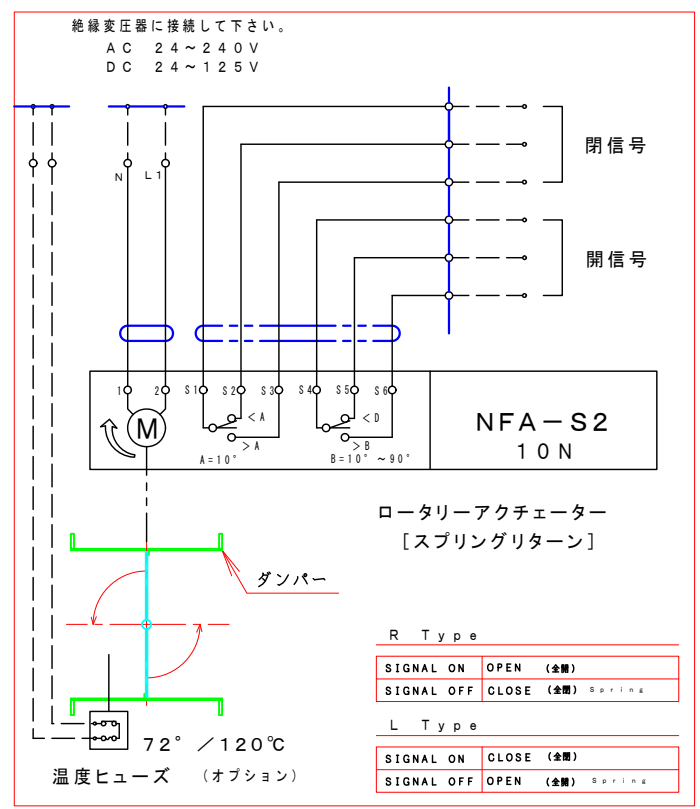 絶縁変圧器に接続して下さい。
AC 24~240V
DC 24~125V
閉信号
N L1
開信号
1 2 S1 S2 S3 S4 S5 S6
M
<A
>A
A=10°
<D
>B
B=10° ~90°
NFA-S2
10N
ロータリーアクチェーター
[スプリングリターン]
ダンパー
R Type
SIGNAL ON OPEN (全開)
SIGNAL OFF CLOSE (全閉) Spring
L Type
SIGNAL ON CLOSE (全閉)
SIGNAL OFF OPEN (全開) Spring
72° /120℃
温度ヒューズ (オプション)